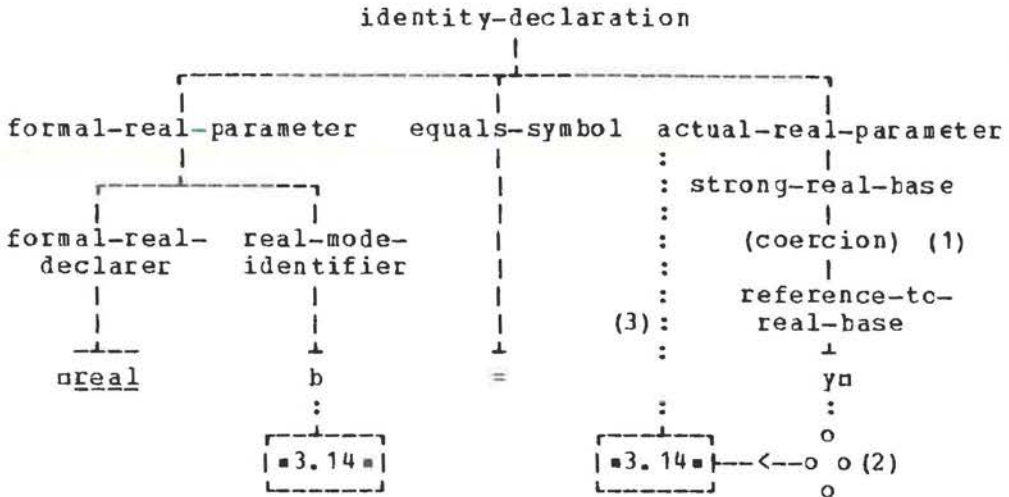 identity-declaration
formal-real-parameter equals-symbol actual-real-parameter
strong-real-base
formal-real- real-mode- (coercion) (1)
declarer identifier
reference-to-
(3) real-base
¤real b = y¤
▪3.14▪ ▪3.14▪ (2)